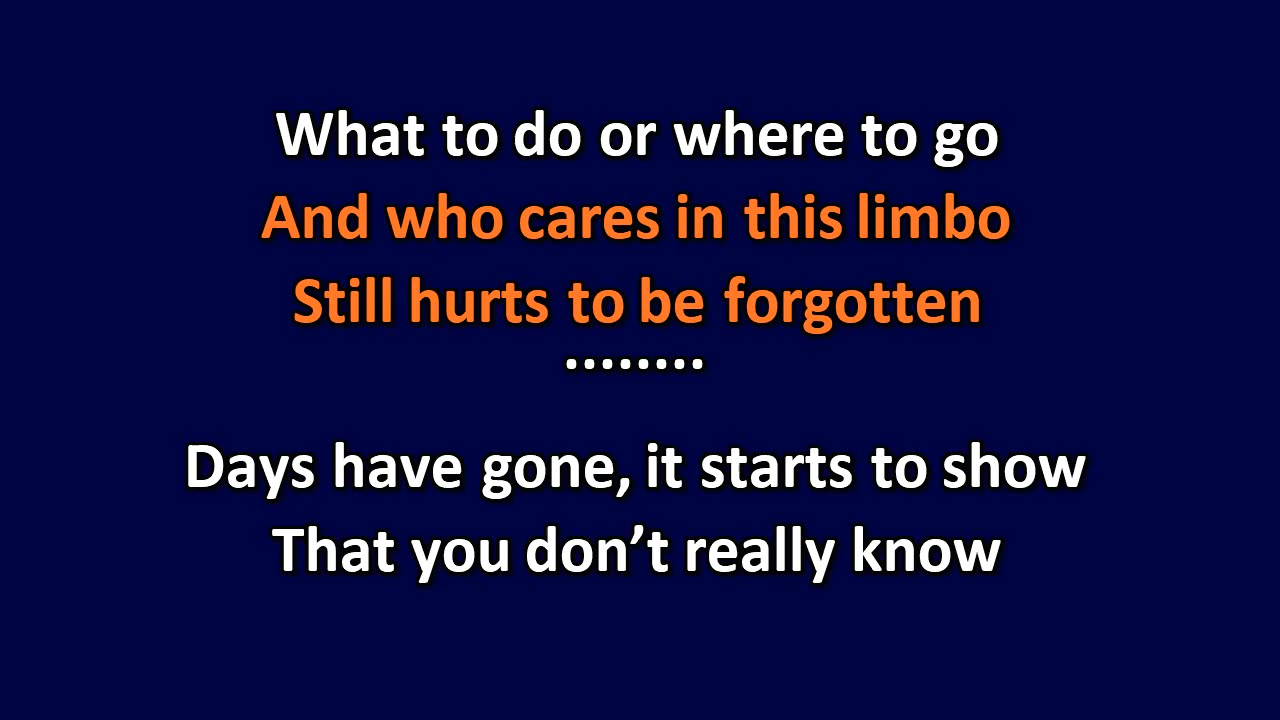 What to do or where to go
And who cares in this limbo
Still hurts to be forgotten
........
Days have gone, it starts to show
That you don’t really know